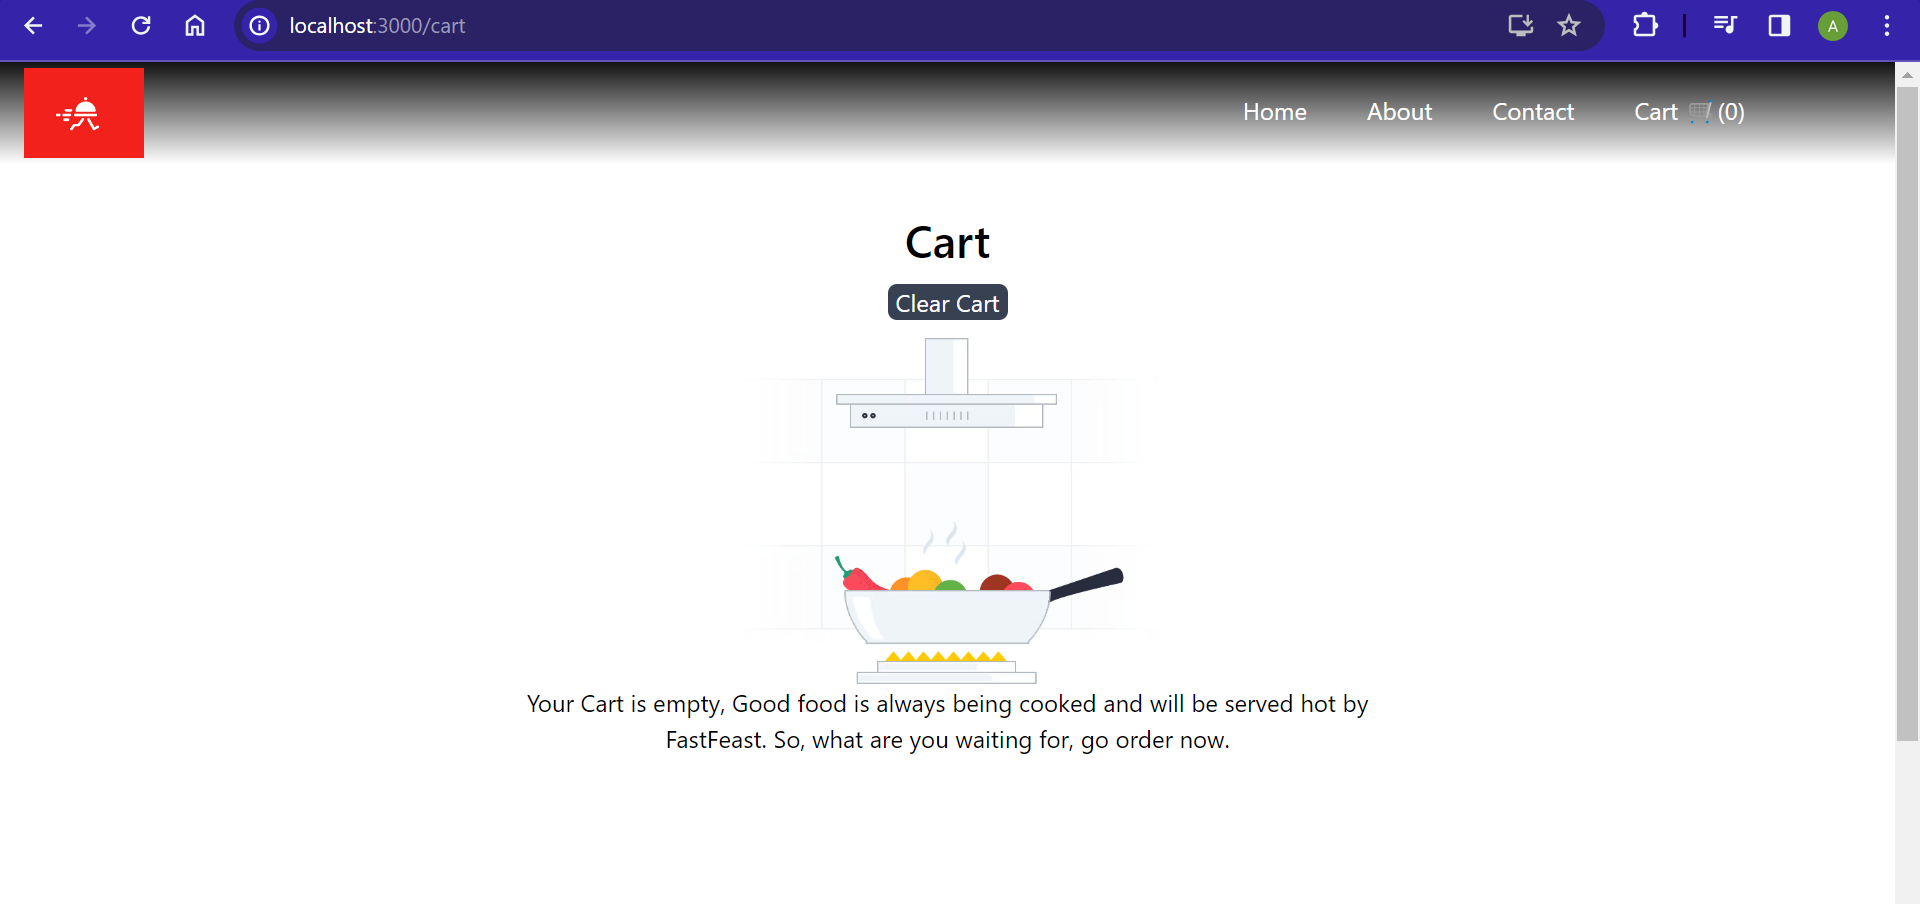 localhost:3000/cart
A
Home About Contact Cart 🛒(0)
Cart
Clear Cart
Your Cart is empty, Good food is always being cooked and will be served hot by
FastFeast. So, what are you waiting for, go order now.